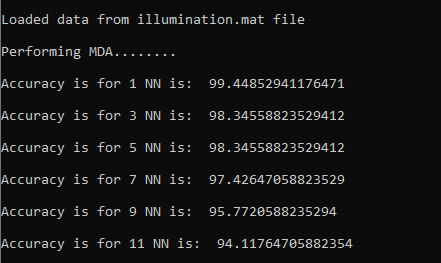 Loaded data from illumination.mat file
Performing MDA........
Accuracy is for 1 NN is:  99.44852941176471
Accuracy is for 3 NN is:  98.34558823529412
Accuracy is for 5 NN is:  98.34558823529412
Accuracy is for 7 NN is:  97.42647058823529
Accuracy is for 9 NN is:  95.7720588235294
Accuracy is for 11 NN is:  94.11764705882354